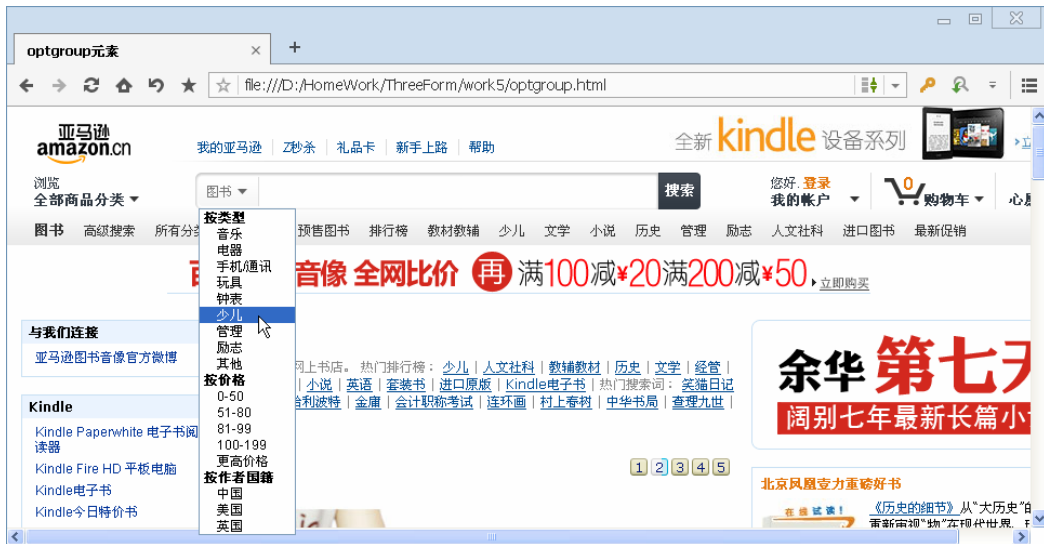 optgroup元素
file:///D:/HomeWork/ThreeForm/work5/optgroup.html
亚马逊
amazon.cn
我的亚马逊 Z秒杀 礼品卡 新手上路 帮助
全新 kindle 设备系列
浏览
全部商品分类
图书
搜索
您好. 登录
我的帐户
0
购物车
图书 高级搜索 所有分 预售图书 排行榜 教材教辅 少儿 文学 小说 历史 管理 励志 人文社科 进口图书 最新促销
按类型
音乐
电器
手机/通讯
玩具
钟表
少儿
管理
励志
其他
按价格
0-50
51-80
81-99
100-199
更高价格
按作者国籍
中国
美国
英国
音像 全网比价 再 满100减¥20满200减¥50 立即购买
与我们连接
亚马逊图书音像官方微博
网上书店。 热门排行榜： 少儿 | 人文社科 | 教辅教材 | 历史 | 文学 | 经管 |
| 小说 | 英语 | 套装书 | 进口原版 | Kindle电子书 | 热门搜索词： 笑猫日记
哈利波特 | 金庸 | 会计职称考试 | 连环画 | 村上春树 | 中华书局 | 查理九世 |
余华 第七天
阔别七年最新长篇小
Kindle
Kindle Paperwhite 电子书阅
读器
Kindle Fire HD 平板电脑
Kindle电子书
Kindle今日特价书
1 2 3 4 5
北京凤凰壹力重磅好书
在线试读!
《历史的细节》从“大历史”的
重新审视“物”在现代世界、